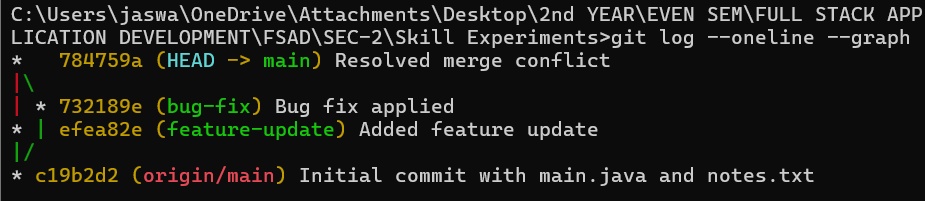 C:\Users\jaswa\OneDrive\Attachments\Desktop\2nd YEAR\EVEN SEM\FULL STACK APP
LICATION DEVELOPMENT\FSAD\SEC-2\Skill Experiments>git log --oneline --graph
*   784759a (HEAD -> main) Resolved merge conflict
|\
| * 732189e (bug-fix) Bug fix applied
* | efea82e (feature-update) Added feature update
|/
* c19b2d2 (origin/main) Initial commit with main.java and notes.txt